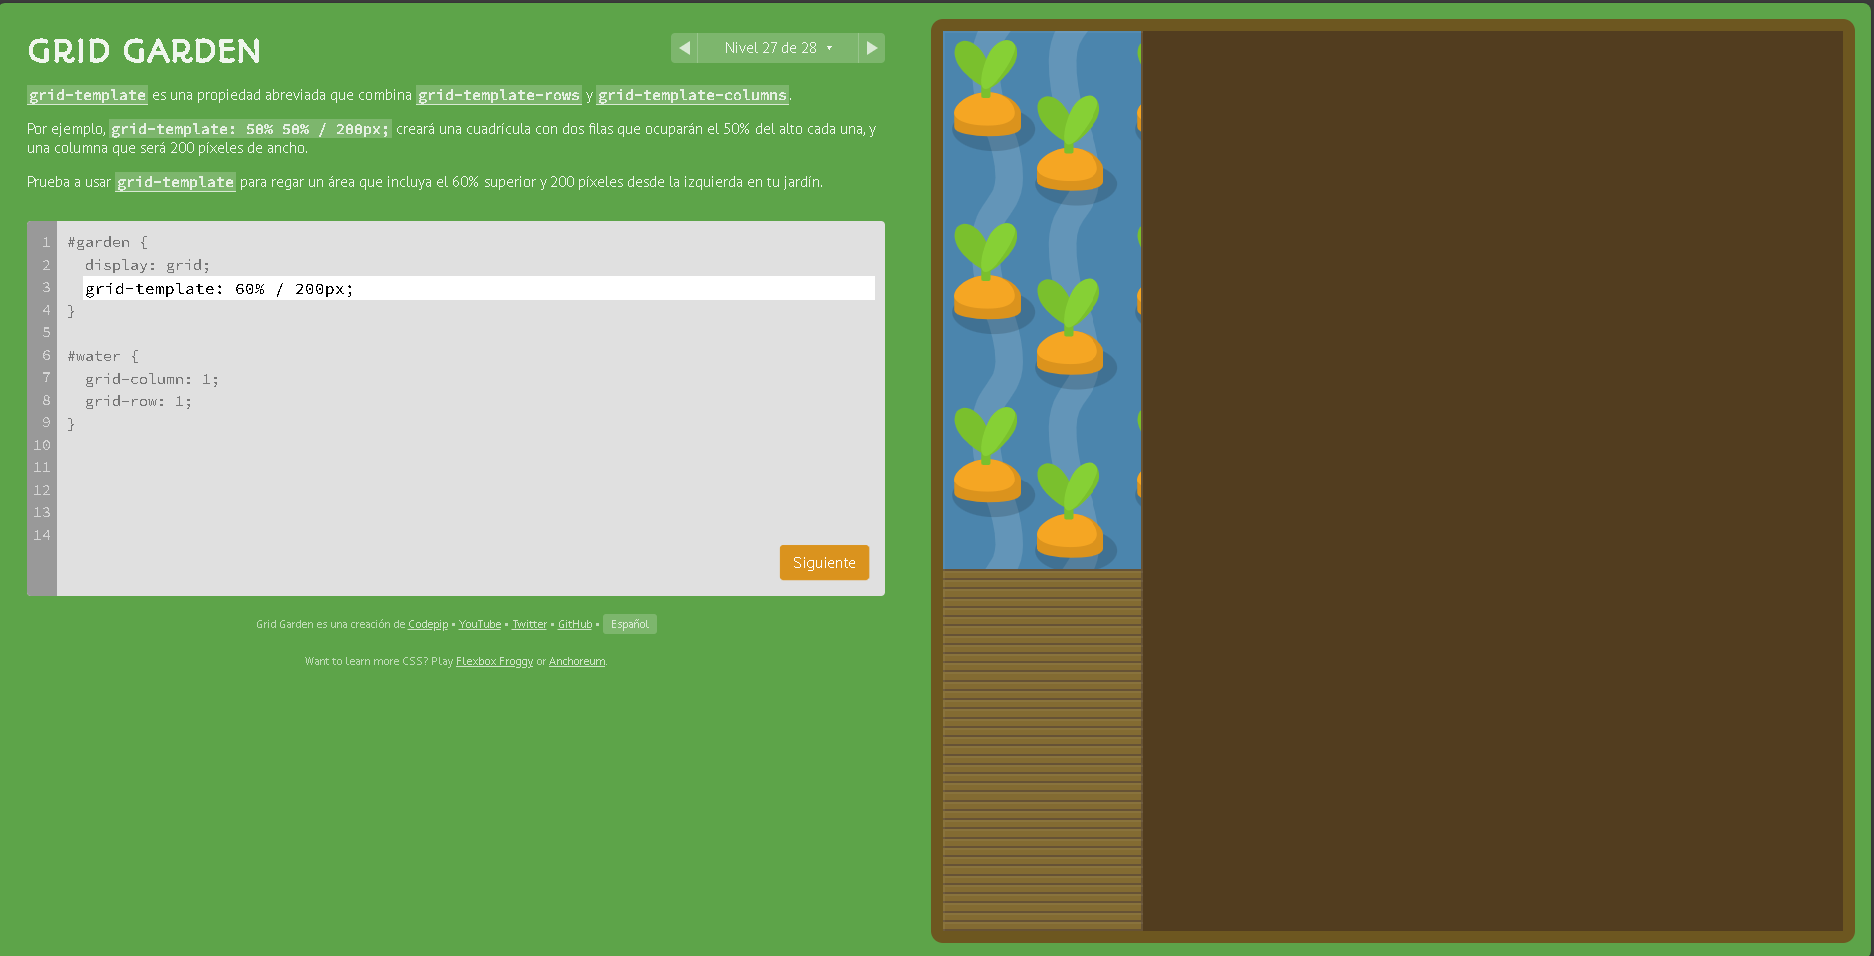 GRID GARDEN
◀ Nivel 27 de 28 ▾ ▶
grid-template es una propiedad abreviada que combina grid-template-rows y grid-template-columns.
Por ejemplo, grid-template: 50% 50% / 200px; creará una cuadrícula con dos filas que ocuparán el 50% del alto cada una, y
una columna que será 200 píxeles de ancho.
Prueba a usar grid-template para regar un área que incluya el 60% superior y 200 píxeles desde la izquierda en tu jardín.
1 #garden {
2 display: grid;
3 grid-template: 60% / 200px;
4 }
5
6 #water {
7 grid-column: 1;
8 grid-row: 1;
9 }
10
11
12
13
14
Siguiente
Grid Garden es una creación de Codepip • YouTube • Twitter • GitHub • Español
Want to learn more CSS? Play Flexbox Froggy or Anchoreum.